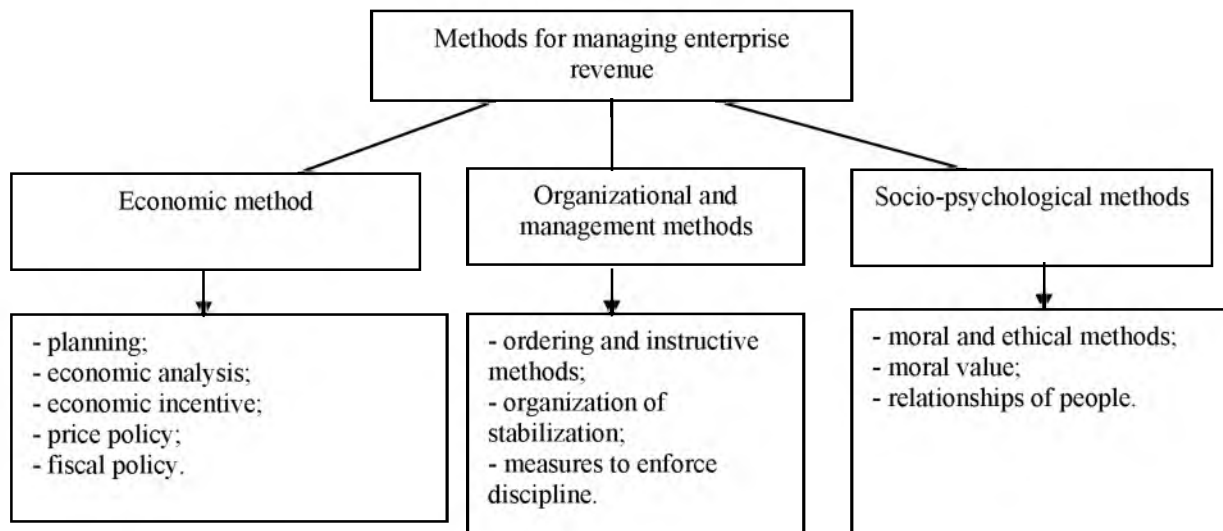 Methods for managing enterprise
revenue
Economic method
Organizational and
management methods
Socio-psychological methods
- planning;
- economic analysis;
- economic incentive;
- price policy;
- fiscal policy.
- ordering and instructive
methods;
- organization of
stabilization;
- measures to enforce
discipline.
- moral and ethical methods;
- moral value;
- relationships of people.